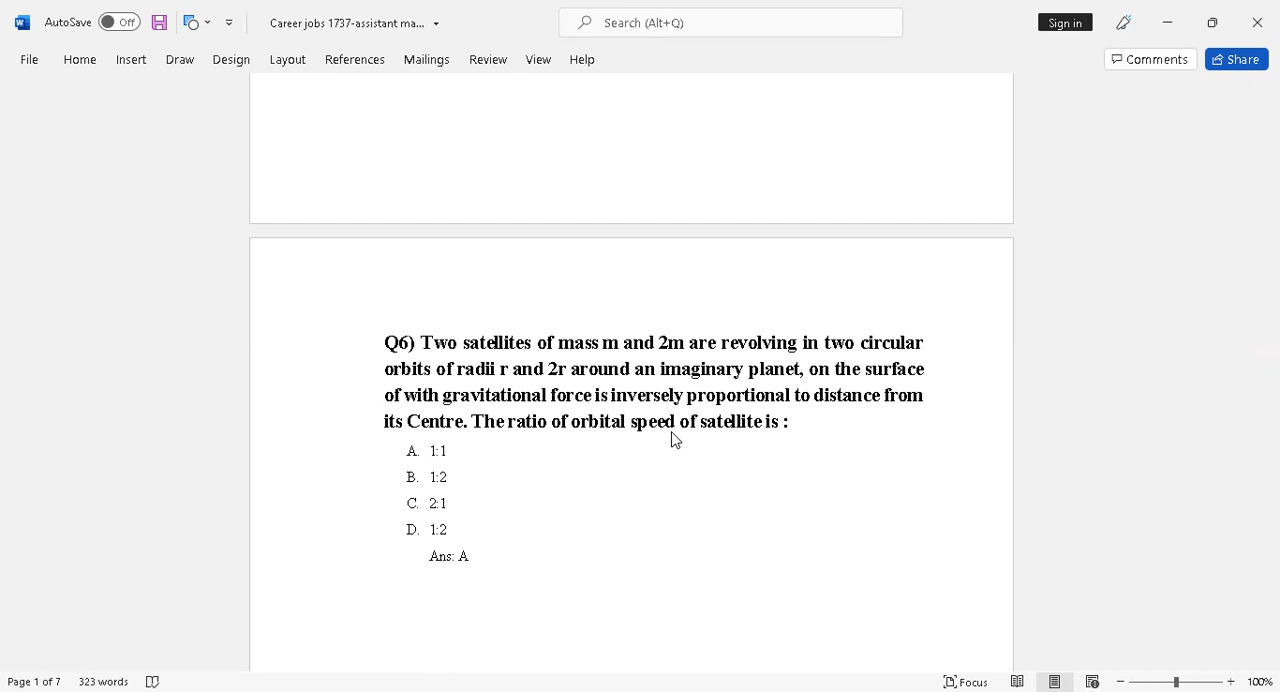 AutoSave Off Career jobs 1737-assistant ma... Search (Alt+Q) Sign in
File Home Insert Draw Design Layout References Mailings Review View Help Comments Share
Q6) Two satellites of mass m and 2m are revolving in two circular
orbits of radii r and 2r around an imaginary planet, on the surface
of with gravitational force is inversely proportional to distance from
its Centre. The ratio of orbital speed of satellite is :
A. 1:1
B. 1:2
C. 2:1
D. 1:2
Ans: A
Page 1 of 7 323 words Focus 100%